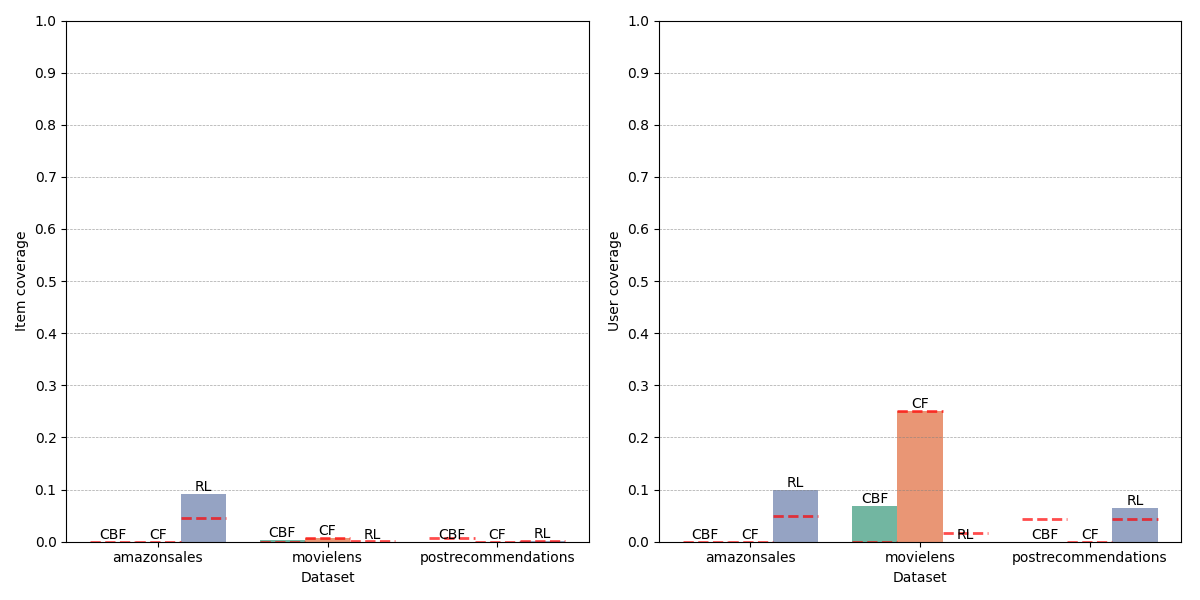 1.0
0.9
0.8
0.7
0.6
0.5
0.4
0.3
0.2
0.1
0.0
Item coverage
CBF CF RL
CBF CF RL
CBF CF RL
amazonsales movielens postrecommendations
Dataset
1.0
0.9
0.8
0.7
0.6
0.5
0.4
0.3
0.2
0.1
0.0
User coverage
CBF CF RL
CBF CF RL
CBF CF RL
amazonsales movielens postrecommendations
Dataset